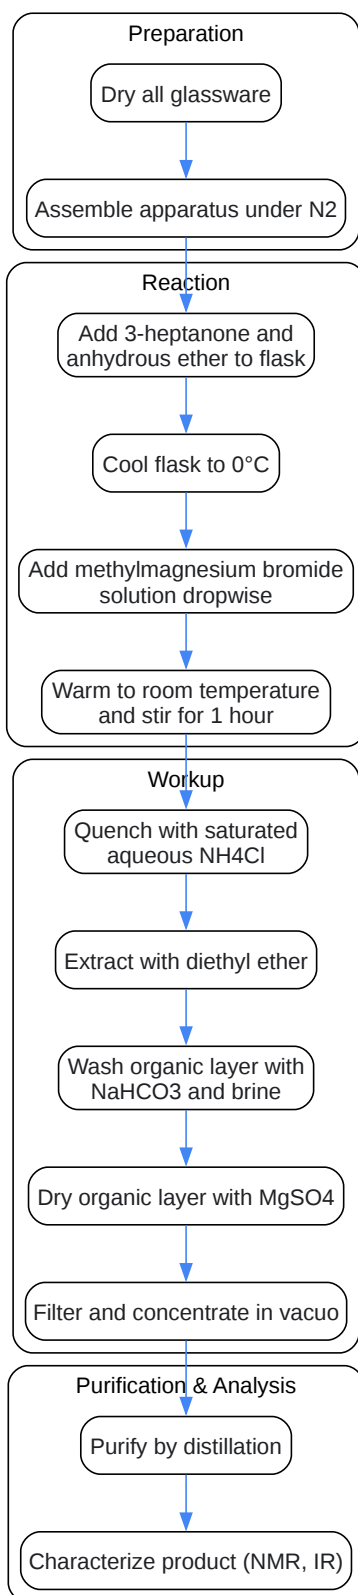 Preparation
Dry all glassware
Assemble apparatus under N2
Reaction
Add 3-heptanone and
anhydrous ether to flask
Cool flask to 0°C
Add methylmagnesium bromide
solution dropwise
Warm to room temperature
and stir for 1 hour
Workup
Quench with saturated
aqueous NH4Cl
Extract with diethyl ether
Wash organic layer with
NaHCO3 and brine
Dry organic layer with MgSO4
Filter and concentrate in vacuo
Purification & Analysis
Purify by distillation
Characterize product (NMR, IR)